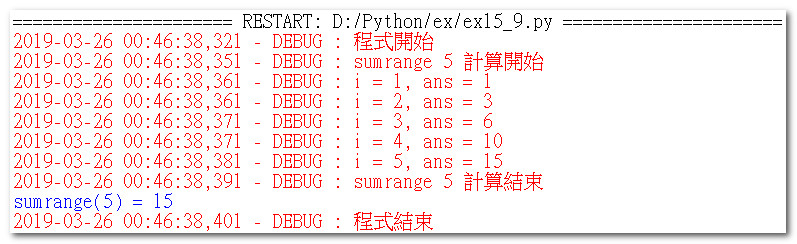 ===================== RESTART: D:/Python/ex/ex15_9.py =====================
2019-03-26 00:46:38,321 - DEBUG : 程式開始
2019-03-26 00:46:38,351 - DEBUG : sumrange 5 計算開始
2019-03-26 00:46:38,361 - DEBUG : i = 1, ans = 1
2019-03-26 00:46:38,361 - DEBUG : i = 2, ans = 3
2019-03-26 00:46:38,371 - DEBUG : i = 3, ans = 6
2019-03-26 00:46:38,371 - DEBUG : i = 4, ans = 10
2019-03-26 00:46:38,381 - DEBUG : i = 5, ans = 15
2019-03-26 00:46:38,391 - DEBUG : sumrange 5 計算結束
sumrange(5) = 15
2019-03-26 00:46:38,401 - DEBUG : 程式結束